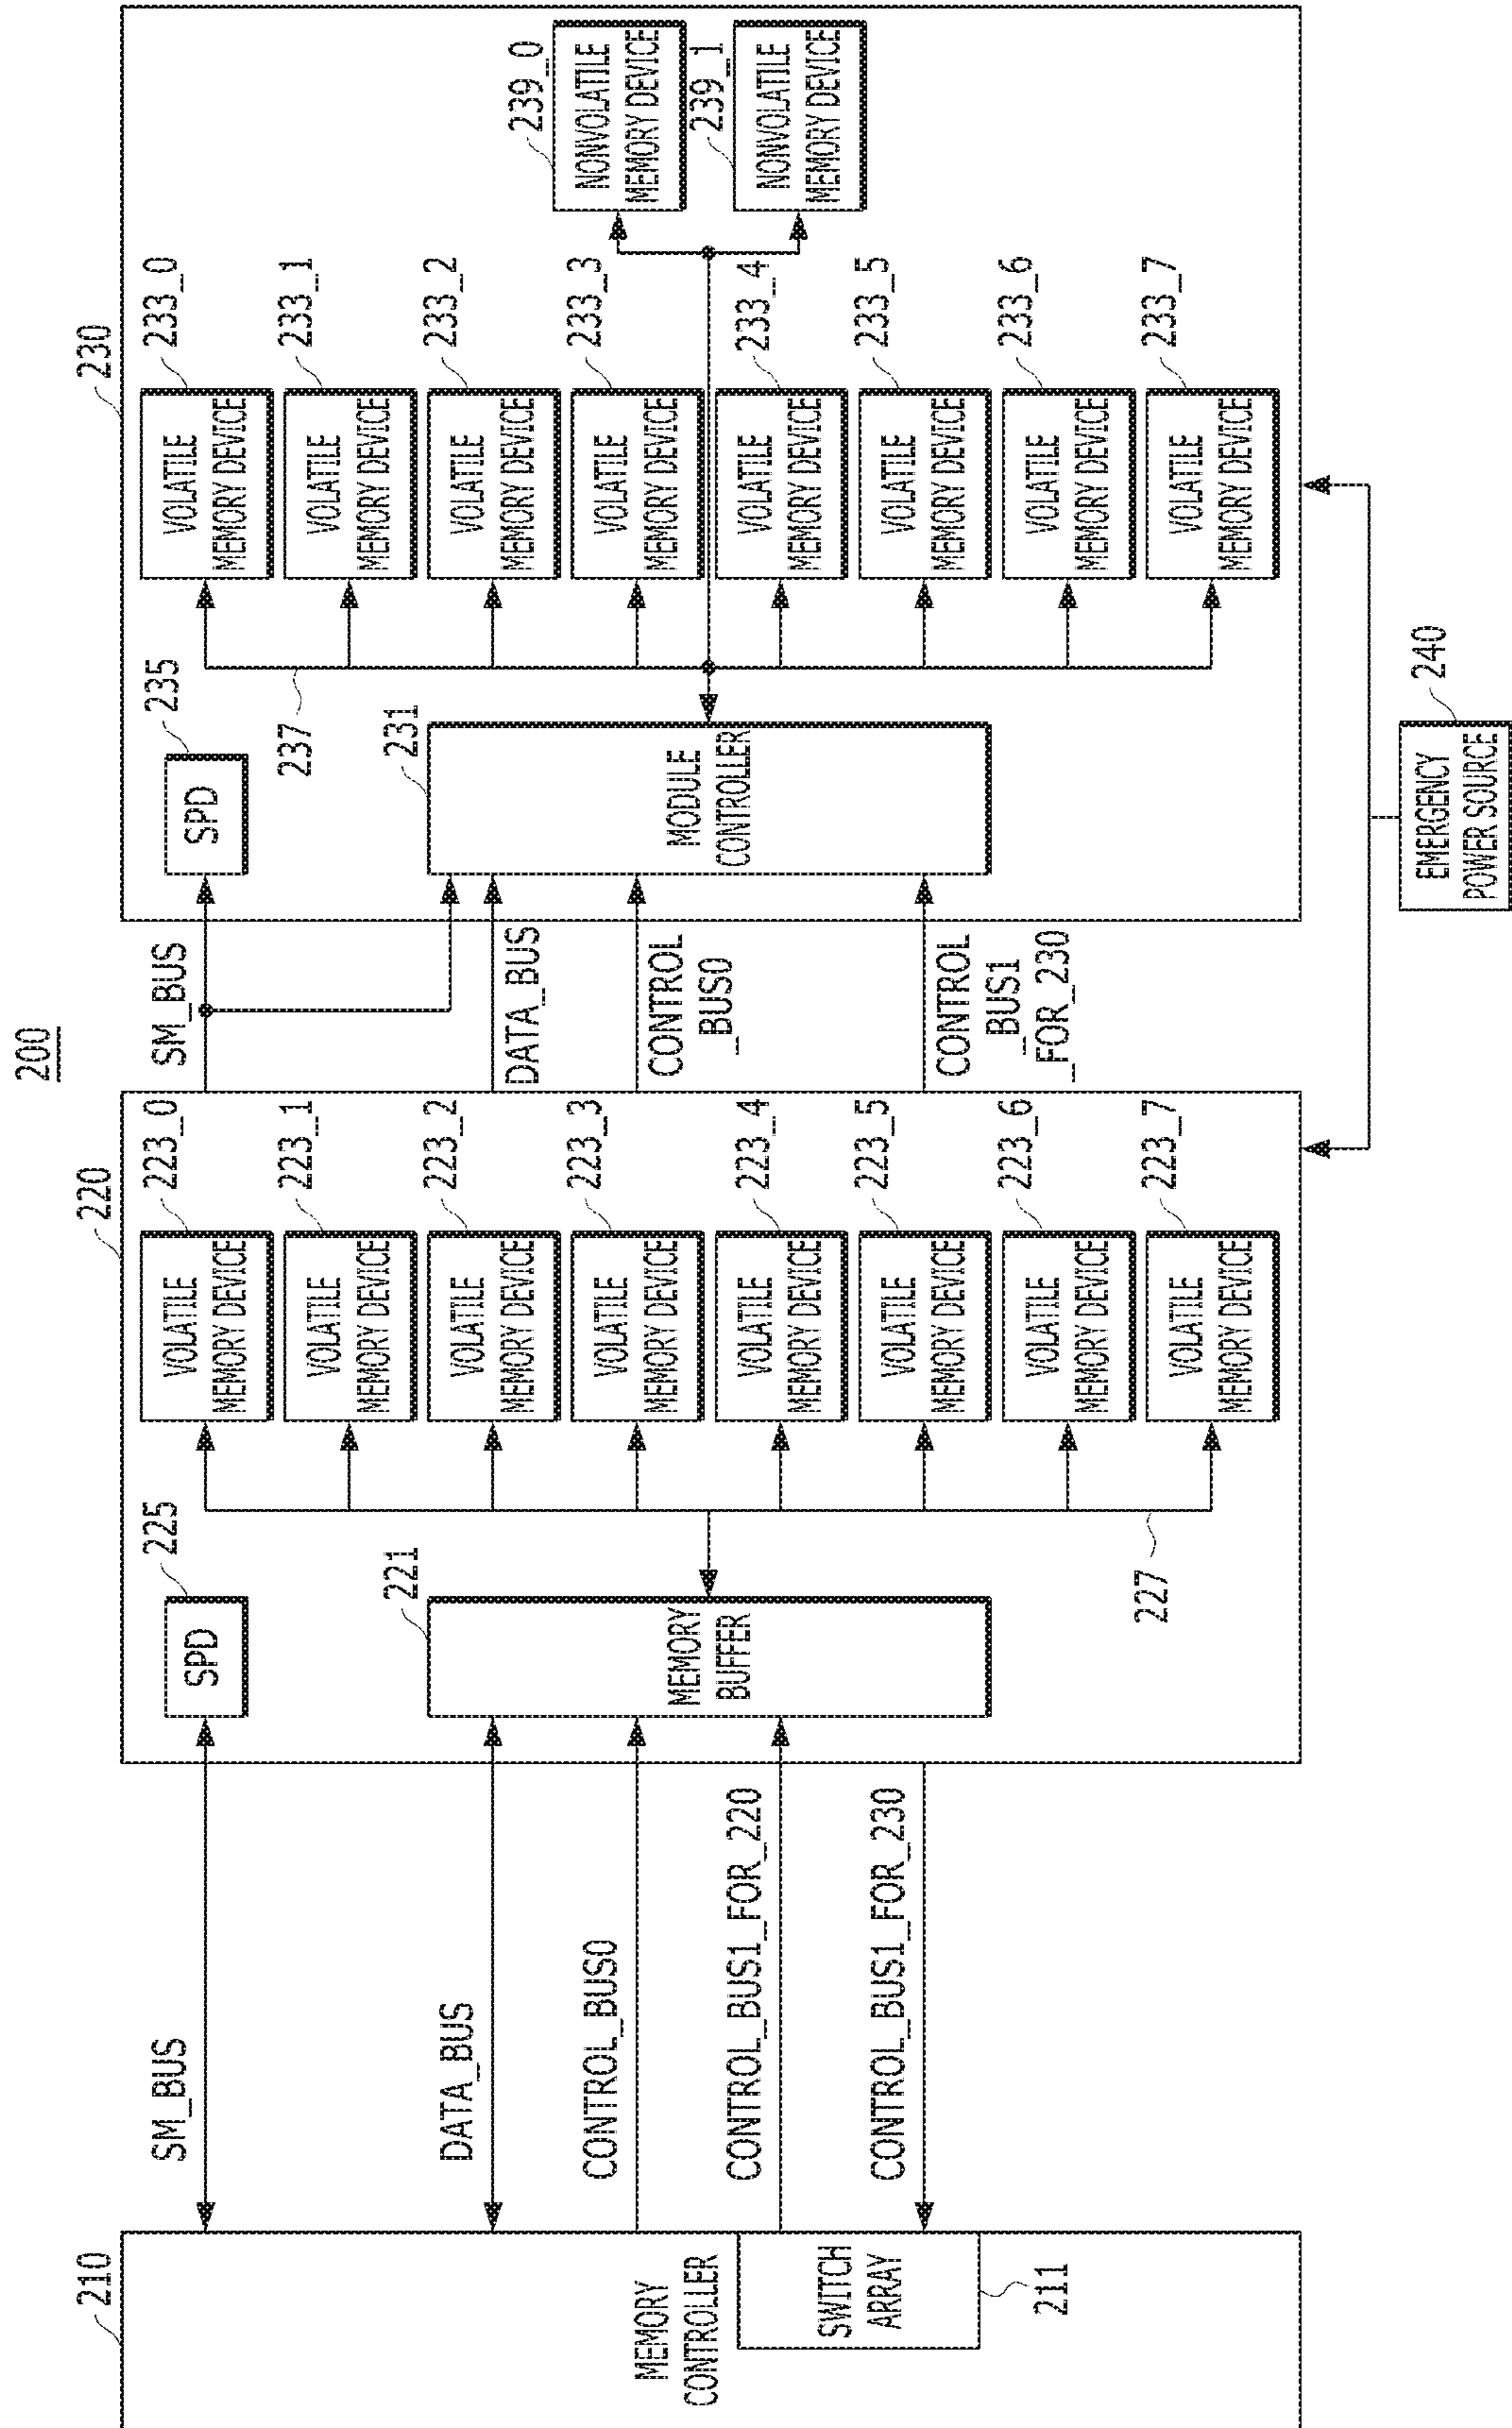 200
210
MEMORY
CONTROLLER
SWITCH
ARRAY
211
SM_BUS
DATA_BUS
CONTROL_BUS0
CONTROL_BUS1_FOR_220
CONTROL_BUS1_FOR_230
220
SPD
225
MEMORY
BUFFER
221
227
VOLATILE
MEMORY DEVICE
223_0
VOLATILE
MEMORY DEVICE
223_1
VOLATILE
MEMORY DEVICE
223_2
VOLATILE
MEMORY DEVICE
223_3
VOLATILE
MEMORY DEVICE
223_4
VOLATILE
MEMORY DEVICE
223_5
VOLATILE
MEMORY DEVICE
223_6
VOLATILE
MEMORY DEVICE
223_7
SM_BUS
DATA_BUS
CONTROL
_BUS0
CONTROL
_BUS1
_FOR_230
230
SPD
235
MODULE
CONTROLLER
231
237
VOLATILE
MEMORY DEVICE
233_0
VOLATILE
MEMORY DEVICE
233_1
VOLATILE
MEMORY DEVICE
233_2
VOLATILE
MEMORY DEVICE
233_3
VOLATILE
MEMORY DEVICE
233_4
VOLATILE
MEMORY DEVICE
233_5
VOLATILE
MEMORY DEVICE
233_6
VOLATILE
MEMORY DEVICE
233_7
239_0
NONVOLATILE
MEMORY DEVICE
239_1
NONVOLATILE
MEMORY DEVICE
EMERGENCY
POWER SOURCE
240